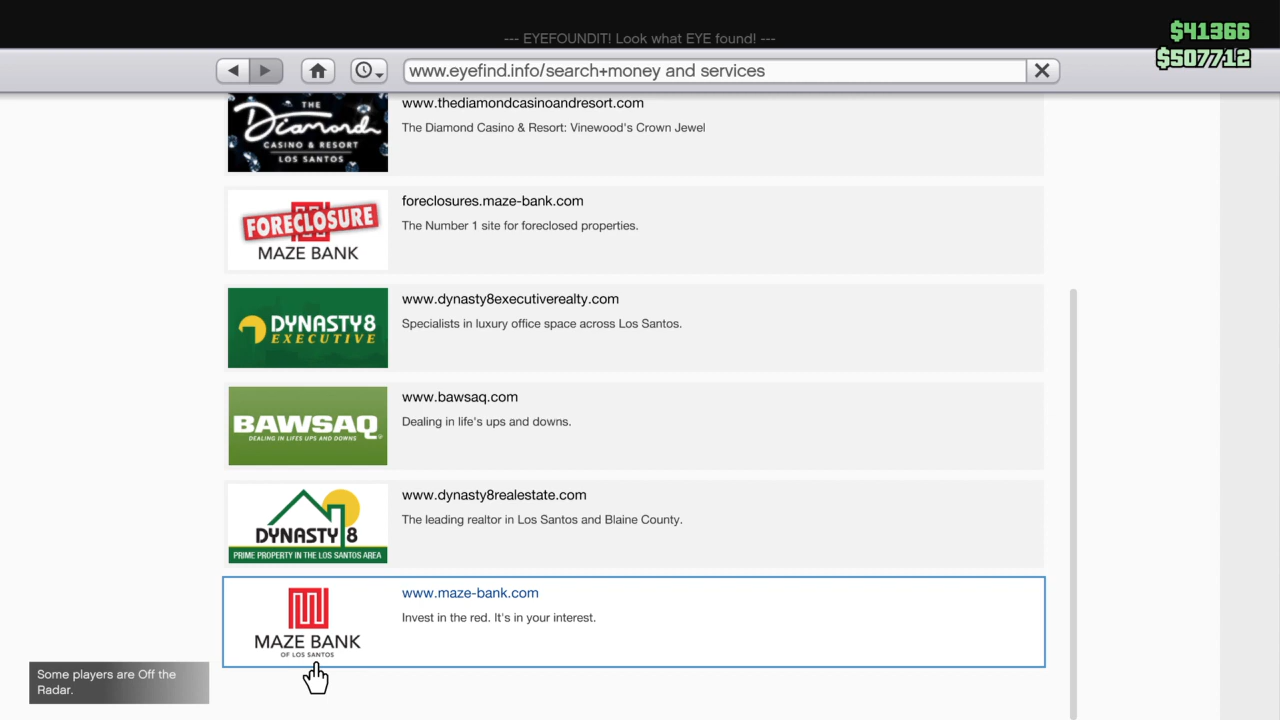 --- EYEFOUNDIT! Look what EYE found! ---
$41366
$507712
www.eyefind.info/search+money and services
THE
Diamond
CASINO & RESORT
LOS SANTOS
www.thediamondcasinoandresort.com
The Diamond Casino & Resort: Vinewood's Crown Jewel
FORECLOSURE
MAZE BANK
foreclosures.maze-bank.com
The Number 1 site for foreclosed properties.
DYNASTY8
EXECUTIVE
www.dynasty8executiverealty.com
Specialists in luxury office space across Los Santos.
BAWSAQ
DEALING IN LIFES UPS AND DOWNS
www.bawsaq.com
Dealing in life's ups and downs.
DYNASTY 8
PRIME PROPERTY IN THE LOS SANTOS AREA
www.dynasty8realestate.com
The leading realtor in Los Santos and Blaine County.
MAZE BANK
OF LOS SANTOS
www.maze-bank.com
Invest in the red. It's in your interest.
Some players are Off the
Radar.